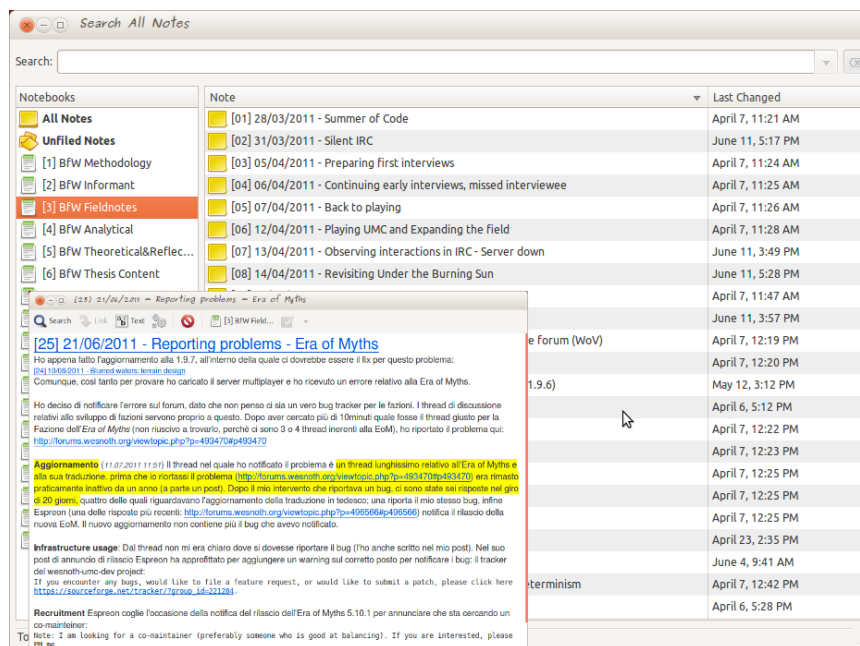 Search All Notes
Search:
Notebooks
Note
Last Changed
All Notes
[01] 28/03/2011 - Summer of Code
April 7, 11:21 AM
Unfiled Notes
[02] 31/03/2011 - Silent IRC
June 11, 5:17 PM
[1] BfW Methodology
[03] 05/04/2011 - Preparing first interviews
April 7, 11:24 AM
[2] BfW Informant
[04] 06/04/2011 - Continuing early interviews, missed interviewee
April 7, 11:25 AM
[3] BfW Fieldnotes
[05] 07/04/2011 - Back to playing
April 7, 11:26 AM
[4] BfW Analytical
[06] 12/04/2011 - Playing UMC and Expanding the field
April 7, 11:28 AM
[5] BfW Theoretical&Reflec...
[07] 13/04/2011 - Observing interactions in IRC - Server down
June 11, 3:49 PM
[6] BfW Thesis Content
[08] 14/04/2011 - Revisiting Under the Burning Sun
June 11, 5:28 PM
April 7, 11:47 AM
June 11, 3:57 PM
e forum (WoV)
April 7, 12:19 PM
April 7, 12:20 PM
1.9.6)
May 12, 3:12 PM
April 6, 5:12 PM
April 7, 12:22 PM
April 7, 12:23 PM
April 7, 12:25 PM
April 7, 12:25 PM
April 7, 12:25 PM
April 23, 2:35 PM
June 4, 9:41 AM
eterminism
April 7, 12:42 PM
April 6, 5:28 PM
To
[25] 21/06/2011 - Reporting problems - Era of Myths
Search Link Text [3] BfW Field...
[25] 21/06/2011 - Reporting problems - Era of Myths
Ho appena fatto l'aggiornamento alla 1.9.7, all'interno della quale ci dovrebbe essere il fix per questo problema:
[24] 19/06/2011 - Blurred waters: terrain design
Comunque, così tanto per provare ho caricato il server multiplayer e ho ricevuto un errore relativo alla Era of Myths.
Ho deciso di notificare l'errore sul forum, dato che non penso ci sia un vero bug tracker per le fazioni. I thread di discussione
relativi allo sviluppo di fazioni servono proprio a questo. Dopo aver cercato più di 10minuti quale fosse il thread giusto per la
Fazione dell'Era of Myths (non riuscivo a trovarlo, perchè ci sono 3 o 4 thread inerenti alla EoM), ho riportato il problema qui:
http://forums.wesnoth.org/viewtopic.php?p=493470#p493470
Aggiornamento (11.07.2011 11:51) Il thread nel quale ho notificato il problema è un thread lunghissimo relativo all'Era of Myths e
alla sua traduzione. prima che io riortassi il problema (http://forums.wesnoth.org/viewtopic.php?p=493470#p493470) era rimasto
praticamente inattivo da un anno (a parte un post). Dopo il mio intervento che riportava un bug, ci sono state sei risposte nel giro
di 20 giorni, quattro delle quali riguardavano l'aggiornamento della traduzione in tedesco; una riporta il mio stesso bug, infine
Espreon (una delle risposte più recenti: http://forums.wesnoth.org/viewtopic.php?p=496566#p496566) notifica il rilascio della
nuova EoM. Il nuovo aggiornamento non contiene più il bug che avevo notificato.
Infrastructure usage: Dal thread non mi era chiaro dove si dovesse riportare il bug (l'ho anche scritto nel mio post). Nel suo
post di annuncio di rilascio Espreon ha approfittato per aggiungere un warning sul corretto posto per notificare i bug: il tracker
del wesnoth-umc-dev project:
If you encounter any bugs, would like to file a feature request, or would like to submit a patch, please click here
https://sourceforge.net/tracker/?group_id=221284.
Recruitment Espreon coglie l'occasione della notifica del rilascio dell'Era of Myths 5.10.1 per annunciare che sta cercando un
co-mainteiner:
Note: I am looking for a co-maintainer (preferably someone who is good at balancing). If you are interested, please
PM me